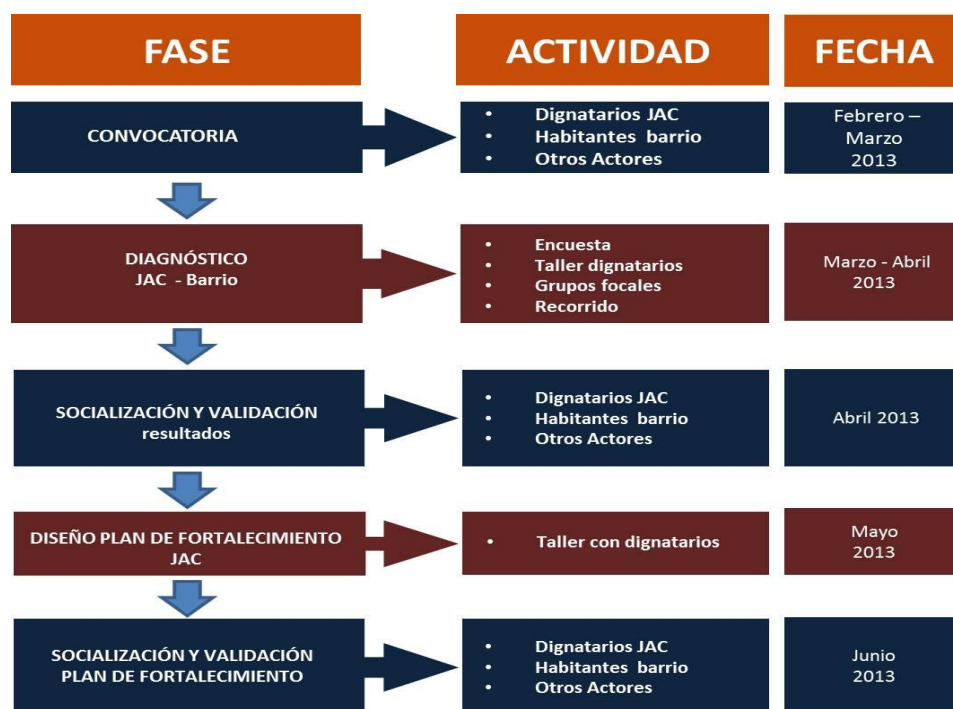 FASE
ACTIVIDAD
FECHA
CONVOCATORIA
• Dignatarios JAC
• Habitantes barrio
• Otros Actores
Febrero –
Marzo
2013
DIAGNÓSTICO
JAC - Barrio
• Encuesta
• Taller dignatarios
• Grupos focales
• Recorrido
Marzo - Abril
2013
SOCIALIZACIÓN Y VALIDACIÓN
resultados
• Dignatarios JAC
• Habitantes barrio
• Otros Actores
Abril 2013
DISEÑO PLAN DE FORTALECIMIENTO
JAC
• Taller con dignatarios
Mayo
2013
SOCIALIZACIÓN Y VALIDACIÓN
PLAN DE FORTALECIMIENTO
• Dignatarios JAC
• Habitantes barrio
• Otros Actores
Junio
2013